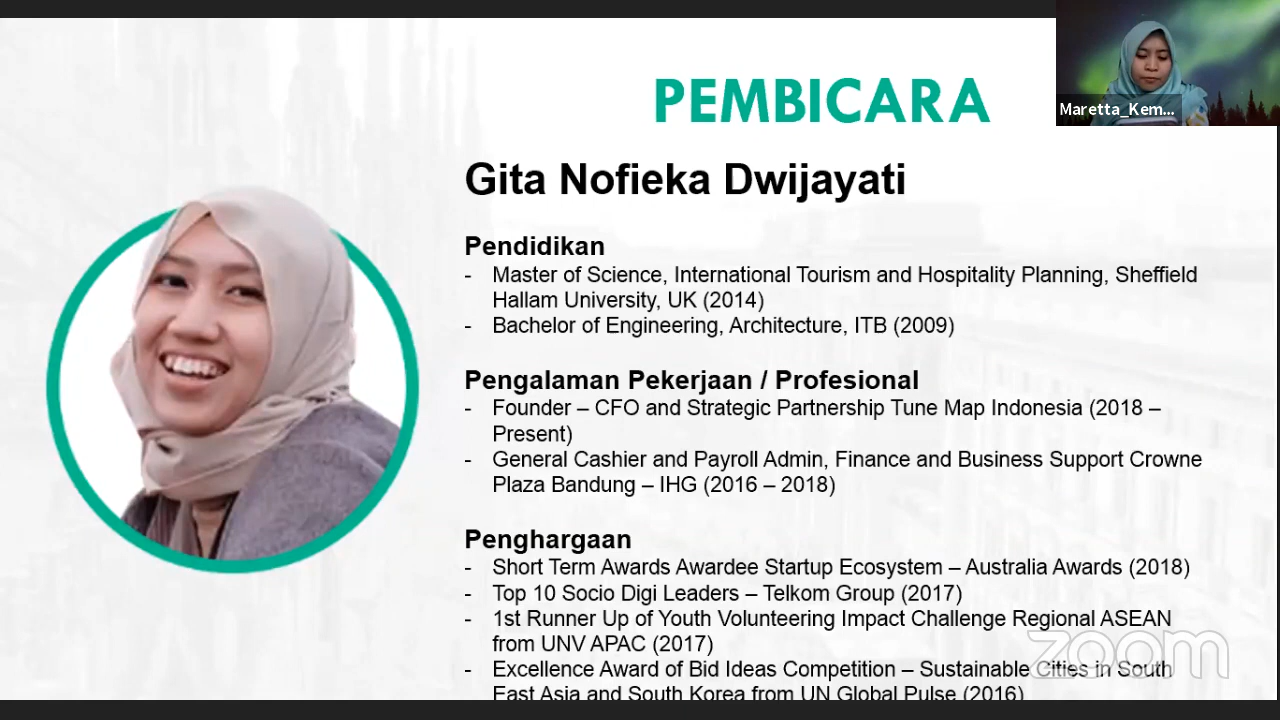 PEMBICARA
Maretta_Kem...
Gita Nofieka Dwijayati
Pendidikan
- Master of Science, International Tourism and Hospitality Planning, Sheffield
Hallam University, UK (2014)
- Bachelor of Engineering, Architecture, ITB (2009)
Pengalaman Pekerjaan / Profesional
- Founder – CFO and Strategic Partnership Tune Map Indonesia (2018 –
Present)
- General Cashier and Payroll Admin, Finance and Business Support Crowne
Plaza Bandung – IHG (2016 – 2018)
Penghargaan
- Short Term Awards Awardee Startup Ecosystem – Australia Awards (2018)
- Top 10 Socio Digi Leaders – Telkom Group (2017)
- 1st Runner Up of Youth Volunteering Impact Challenge Regional ASEAN
from UNV APAC (2017)
- Excellence Award of Bid Ideas Competition – Sustainable Cities in South
East Asia and South Korea from UN Global Pulse (2016)
zoom